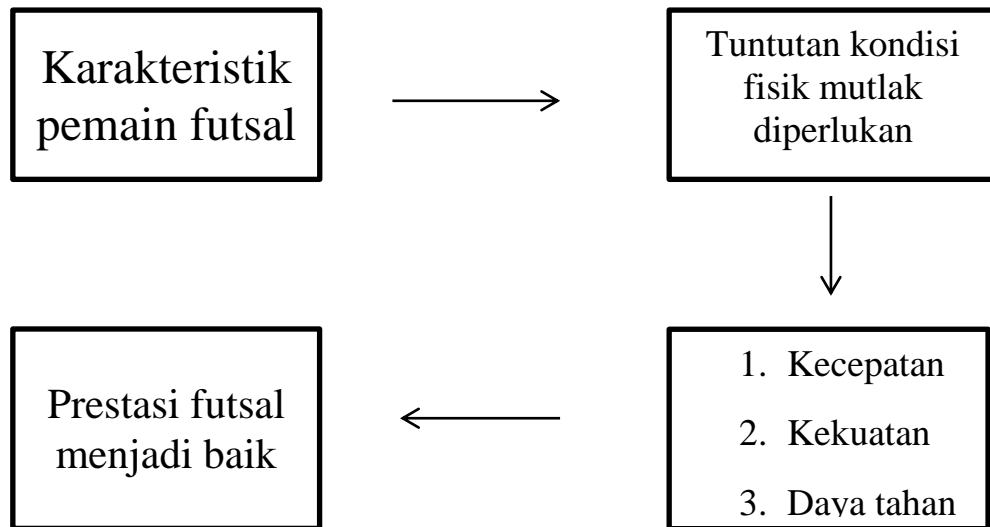 Karakteristik
pemain futsal
Tuntutan kondisi
fisik mutlak
diperlukan
1. Kecepatan
2. Kekuatan
3. Daya tahan
Prestasi futsal
menjadi baik